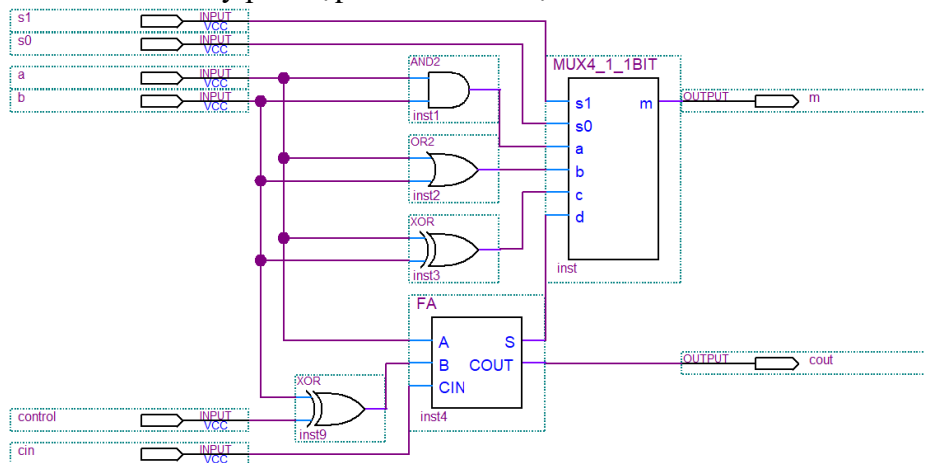 s1 INPUT VCC
s0 INPUT VCC
a INPUT VCC
b INPUT VCC
AND2
inst1
OR2
inst2
XOR
inst3
MUX4_1_1BIT
s1 m
s0
a
b
c
d
inst
OUTPUT m
FA
A S
B COUT
CIN
inst4
OUTPUT cout
XOR
inst9
control INPUT VCC
cin INPUT VCC